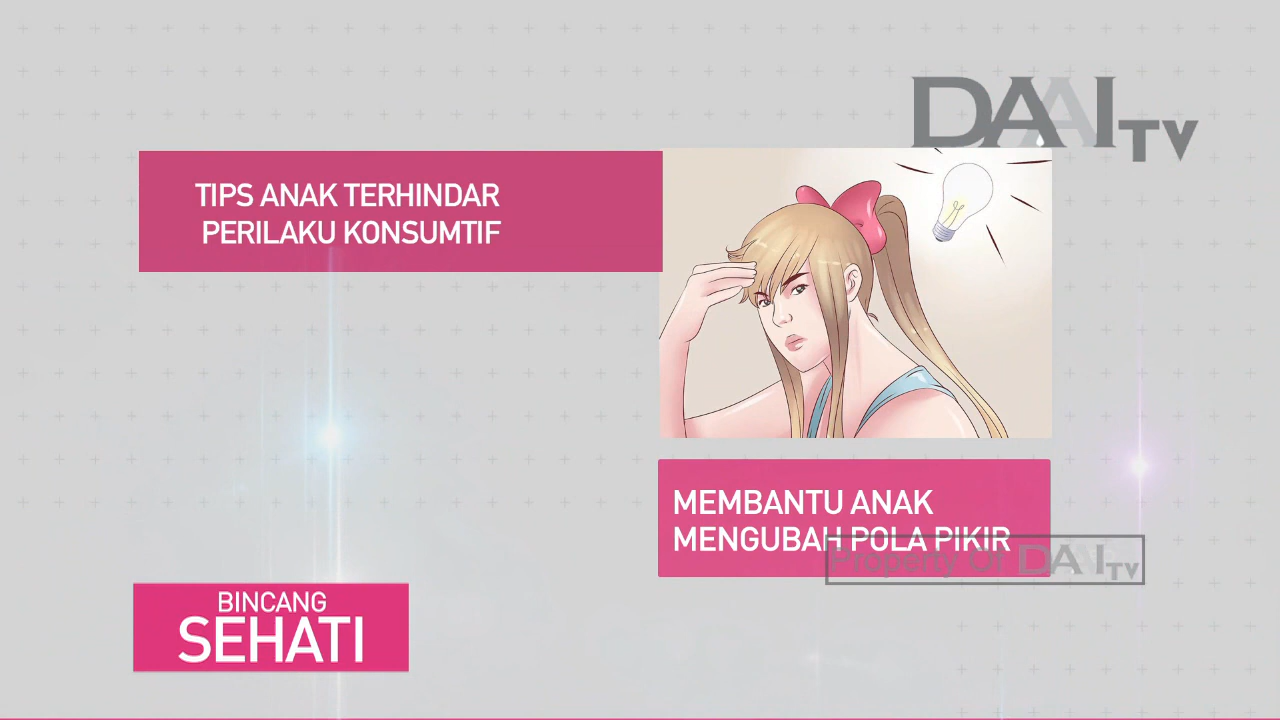 DAAI TV
TIPS ANAK TERHINDAR
PERILAKU KONSUMTIF
MEMBANTU ANAK
MENGUBAH POLA PIKIR
Property Of DAAI TV
BINCANG
SEHATI